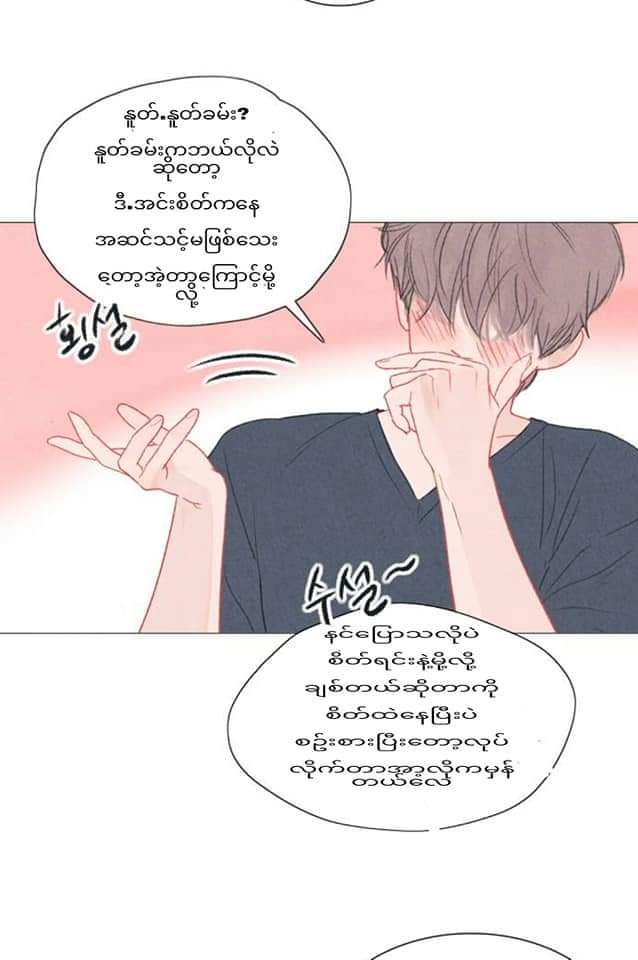 နူတ်.နူတ်ခမ်း?
နူတ်ခမ်းကဘယ်လိုလဲ
ဆိုတော့
ဒီ.အင်းစိတ်ကနေ
အဆင်သင့်မဖြစ်သေး
တော့အဲ့တာကြောင့်မို့
လို့
횡설
수설~
နင်ပြောသလိုပဲ
စိတ်ရင်းနဲ့မို့လို့
ချစ်တယ်ဆိုတာကို
စိတ်ထဲနေပြီးပဲ
စဥ်းစားပြီးတော့လုပ်
လိုက်တာအာ့လိုကမှန်
တယ်လေ